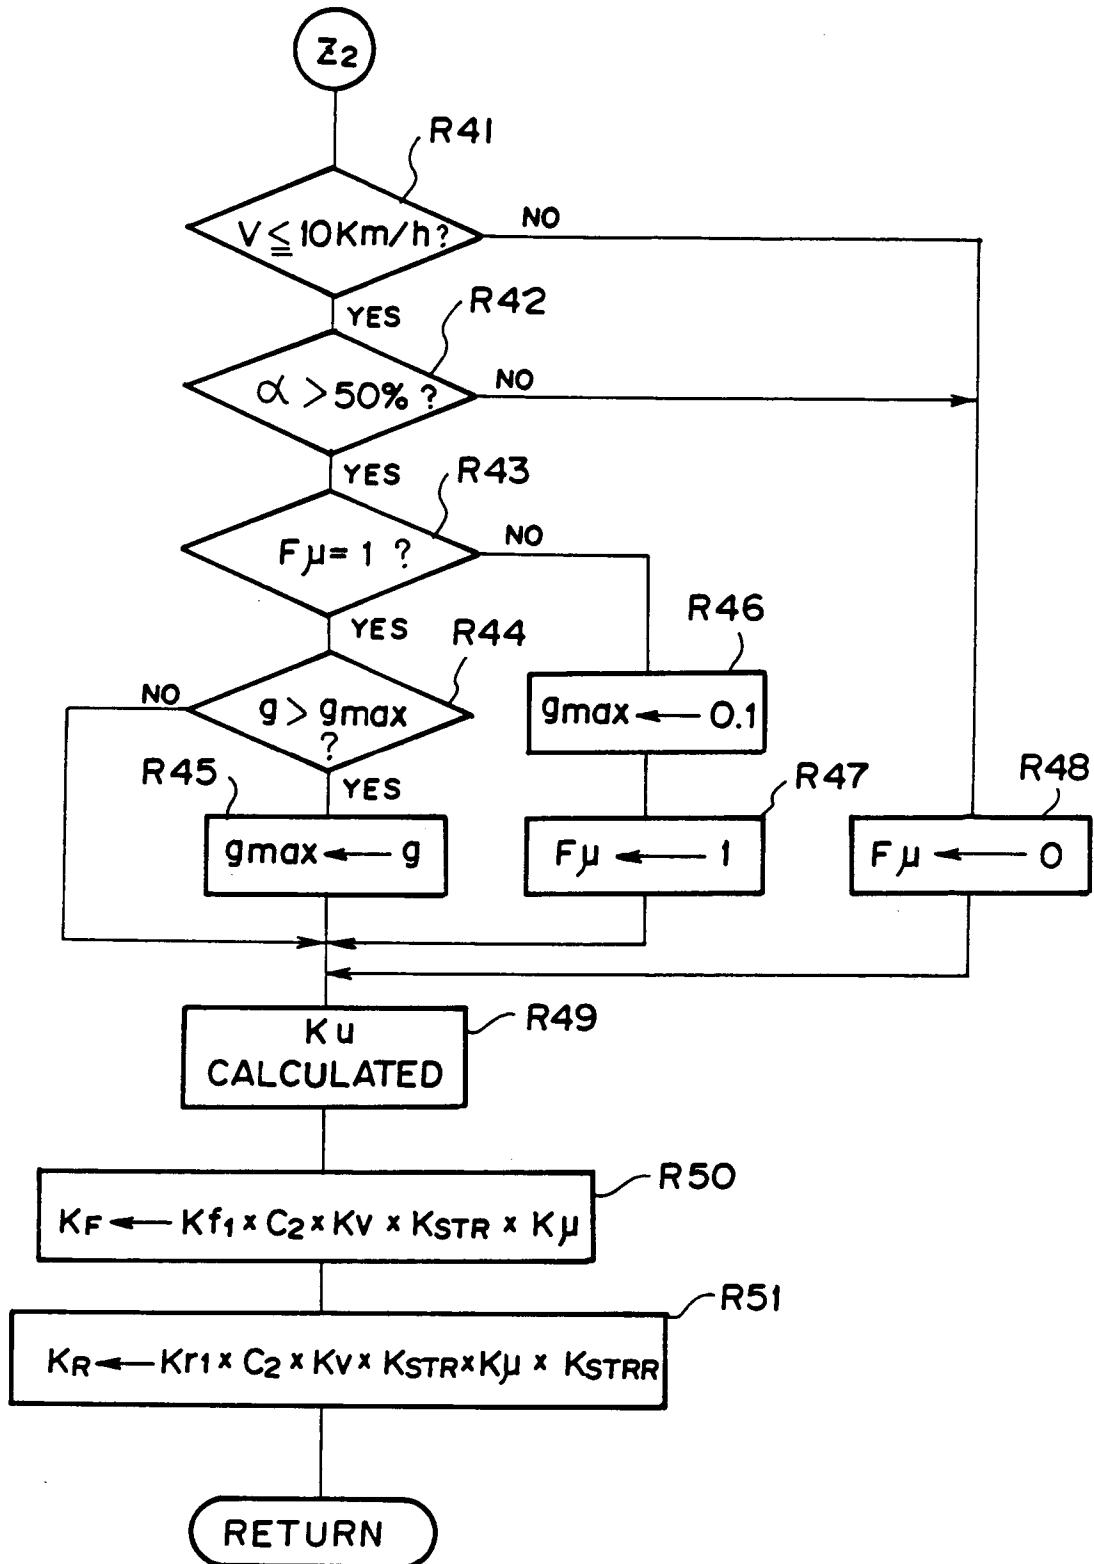 Z2
R41
V ≦ 10Km/h?
NO
YES
R42
α > 50% ?
NO
YES
R43
Fμ = 1 ?
NO
YES
R44
R46
NO
g > gmax
?
gmax ← 0.1
R45
YES
R47
R48
gmax ← g
Fμ ← 1
Fμ ← 0
R49
Ku
CALCULATED
R50
KF ← Kf1 × C2 × KV × KSTR × Kμ
R51
KR ← Kr1 × C2 × KV × KSTR × Kμ × KSTRR
RETURN